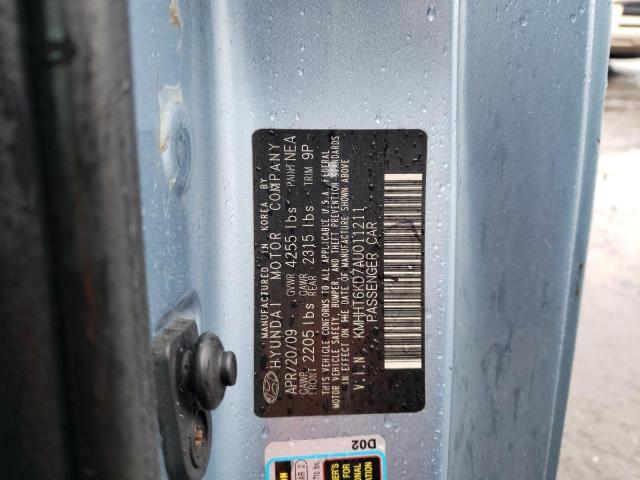 MANUFACTURED IN KOREA BY
HYUNDAI MOTOR COMPANY
APR/20/09 GVWR 4255 lbs PAINT NEA
GAWR FRONT 2205 lbs GAWR REAR 2315 lbs TRIM 9P
THIS VEHICLE CONFORMS TO ALL APPLICABLE U.S.A. FEDERAL
MOTOR VEHICLE SAFETY, BUMPER, AND THEFT PREVENTION STANDARDS
IN EFFECT ON THE DATE OF MANUFACTURE SHOWN ABOVE
V.I.N. KMHHT6KD7AU011211
PASSENGER CAR
D02